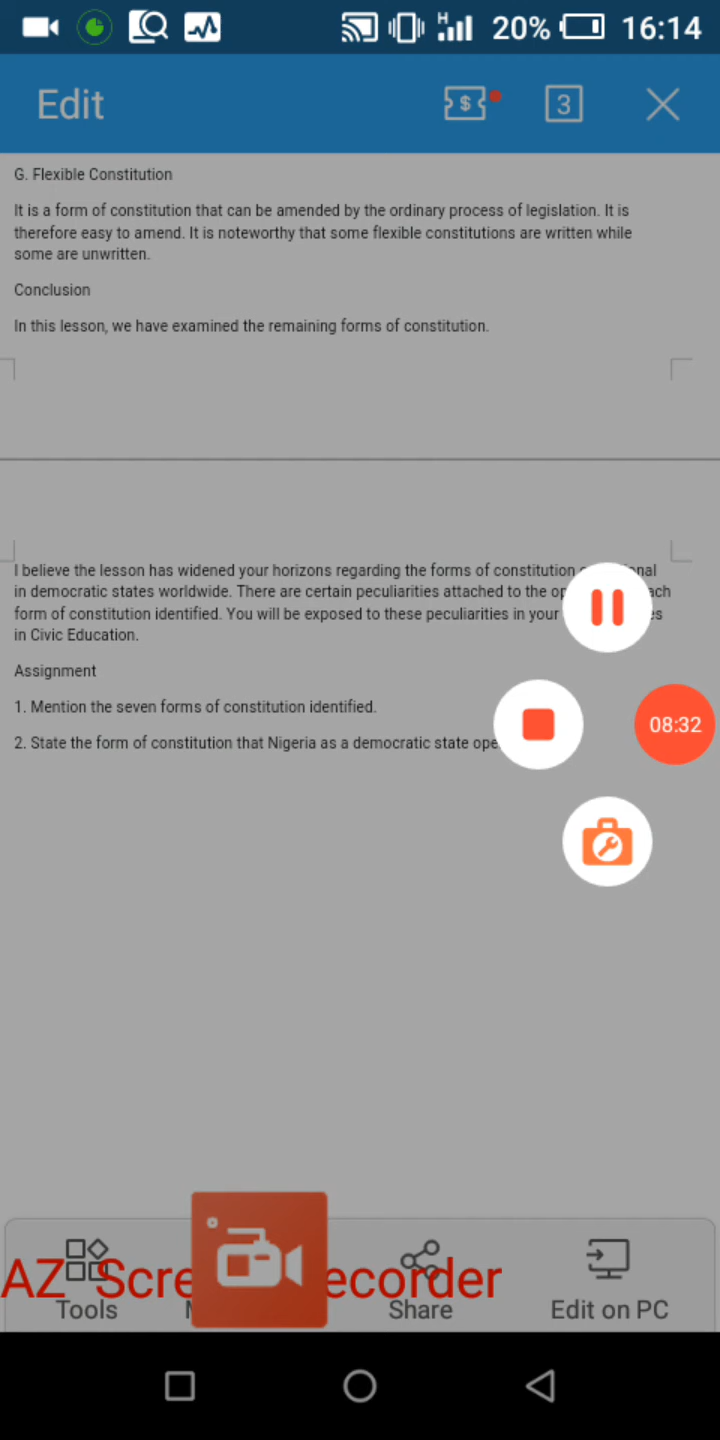 H
20%
16:14
Edit
$
3
G. Flexible Constitution
It is a form of constitution that can be amended by the ordinary process of legislation. It is
therefore easy to amend. It is noteworthy that some flexible constitutions are written while
some are unwritten.
Conclusion
In this lesson, we have examined the remaining forms of constitution.
I believe the lesson has widened your horizons regarding the forms of constitution
in democratic states worldwide. There are certain peculiarities attached to the
form of constitution identified. You will be exposed to these peculiarities in your
in Civic Education.
Assignment
1. Mention the seven forms of constitution identified.
08:32
2. State the form of constitution that Nigeria as a democratic state
AZ Screen Recorder
Tools
Share
Edit on PC